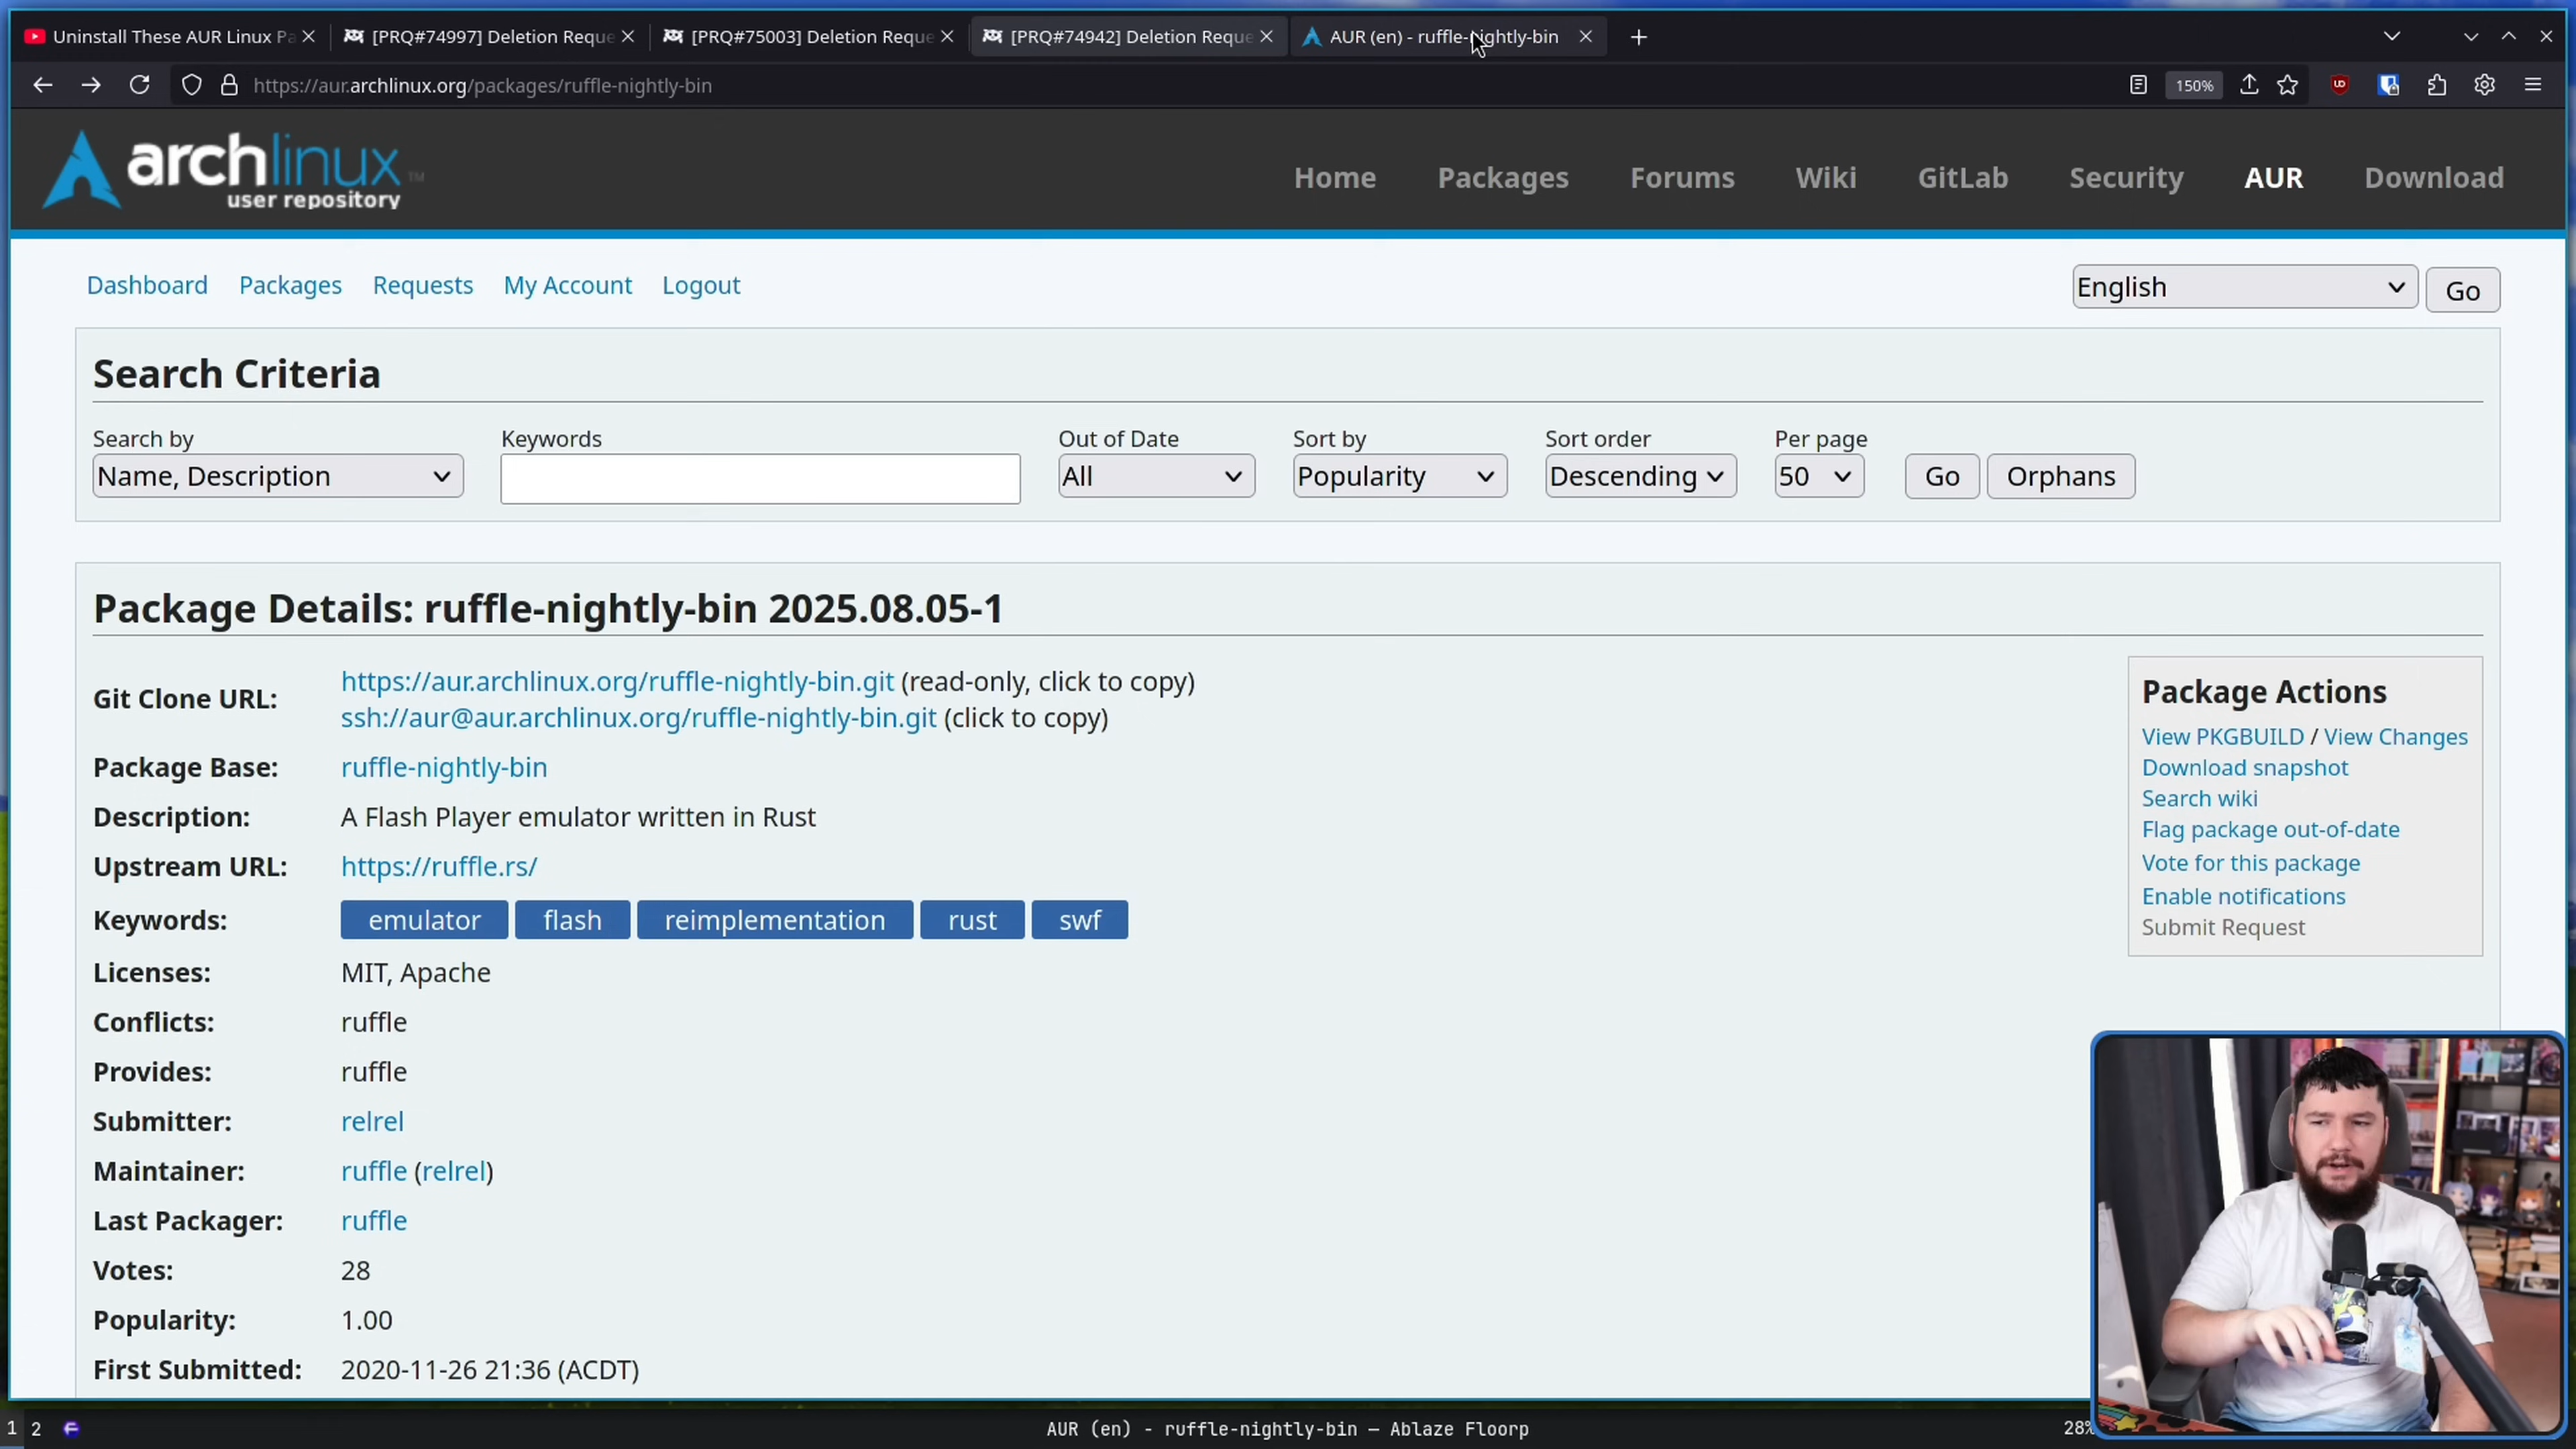 Uninstall These AUR Linux Pa
[PRQ#74997] Deletion Reque
[PRQ#75003] Deletion Reque
[PRQ#74942] Deletion Reque
AUR (en) - ruffle-nightly-bin
https://aur.archlinux.org/packages/ruffle-nightly-bin
150%
archlinux ™
user repository
Home Packages Forums Wiki GitLab Security AUR Download
Dashboard Packages Requests My Account Logout
English Go
Search Criteria
Search by Keywords Out of Date Sort by Sort order Per page
Name, Description All Popularity Descending 50 Go Orphans
Package Details: ruffle-nightly-bin 2025.08.05-1
Git Clone URL: https://aur.archlinux.org/ruffle-nightly-bin.git (read-only, click to copy)
ssh://aur@aur.archlinux.org/ruffle-nightly-bin.git (click to copy)
Package Base: ruffle-nightly-bin
Description: A Flash Player emulator written in Rust
Upstream URL: https://ruffle.rs/
Keywords: emulator flash reimplementation rust swf
Licenses: MIT, Apache
Conflicts: ruffle
Provides: ruffle
Submitter: relrel
Maintainer: ruffle (relrel)
Last Packager: ruffle
Votes: 28
Popularity: 1.00
First Submitted: 2020-11-26 21:36 (ACDT)
Package Actions
View PKGBUILD / View Changes
Download snapshot
Search wiki
Flag package out-of-date
Vote for this package
Enable notifications
Submit Request
1 2
AUR (en) - ruffle-nightly-bin — Ablaze Floorp
28%